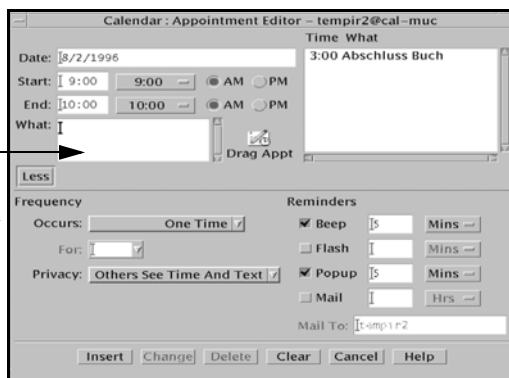 Calendar : Appointment Editor – tempir2@cal-muc
Time What
Date: 8/2/1996
3:00 Abschluss Buch
Start: 9:00 9:00 AM PM
End: 10:00 10:00 AM PM
What:
Drag Appt
Less
Frequency
Occurs: One Time
For:
Privacy: Others See Time And Text
Reminders
Beep 5 Mins
Flash Mins
Popup 5 Mins
Mail Hrs
Mail To: tempir2
Insert Change Delete Clear Cancel Help